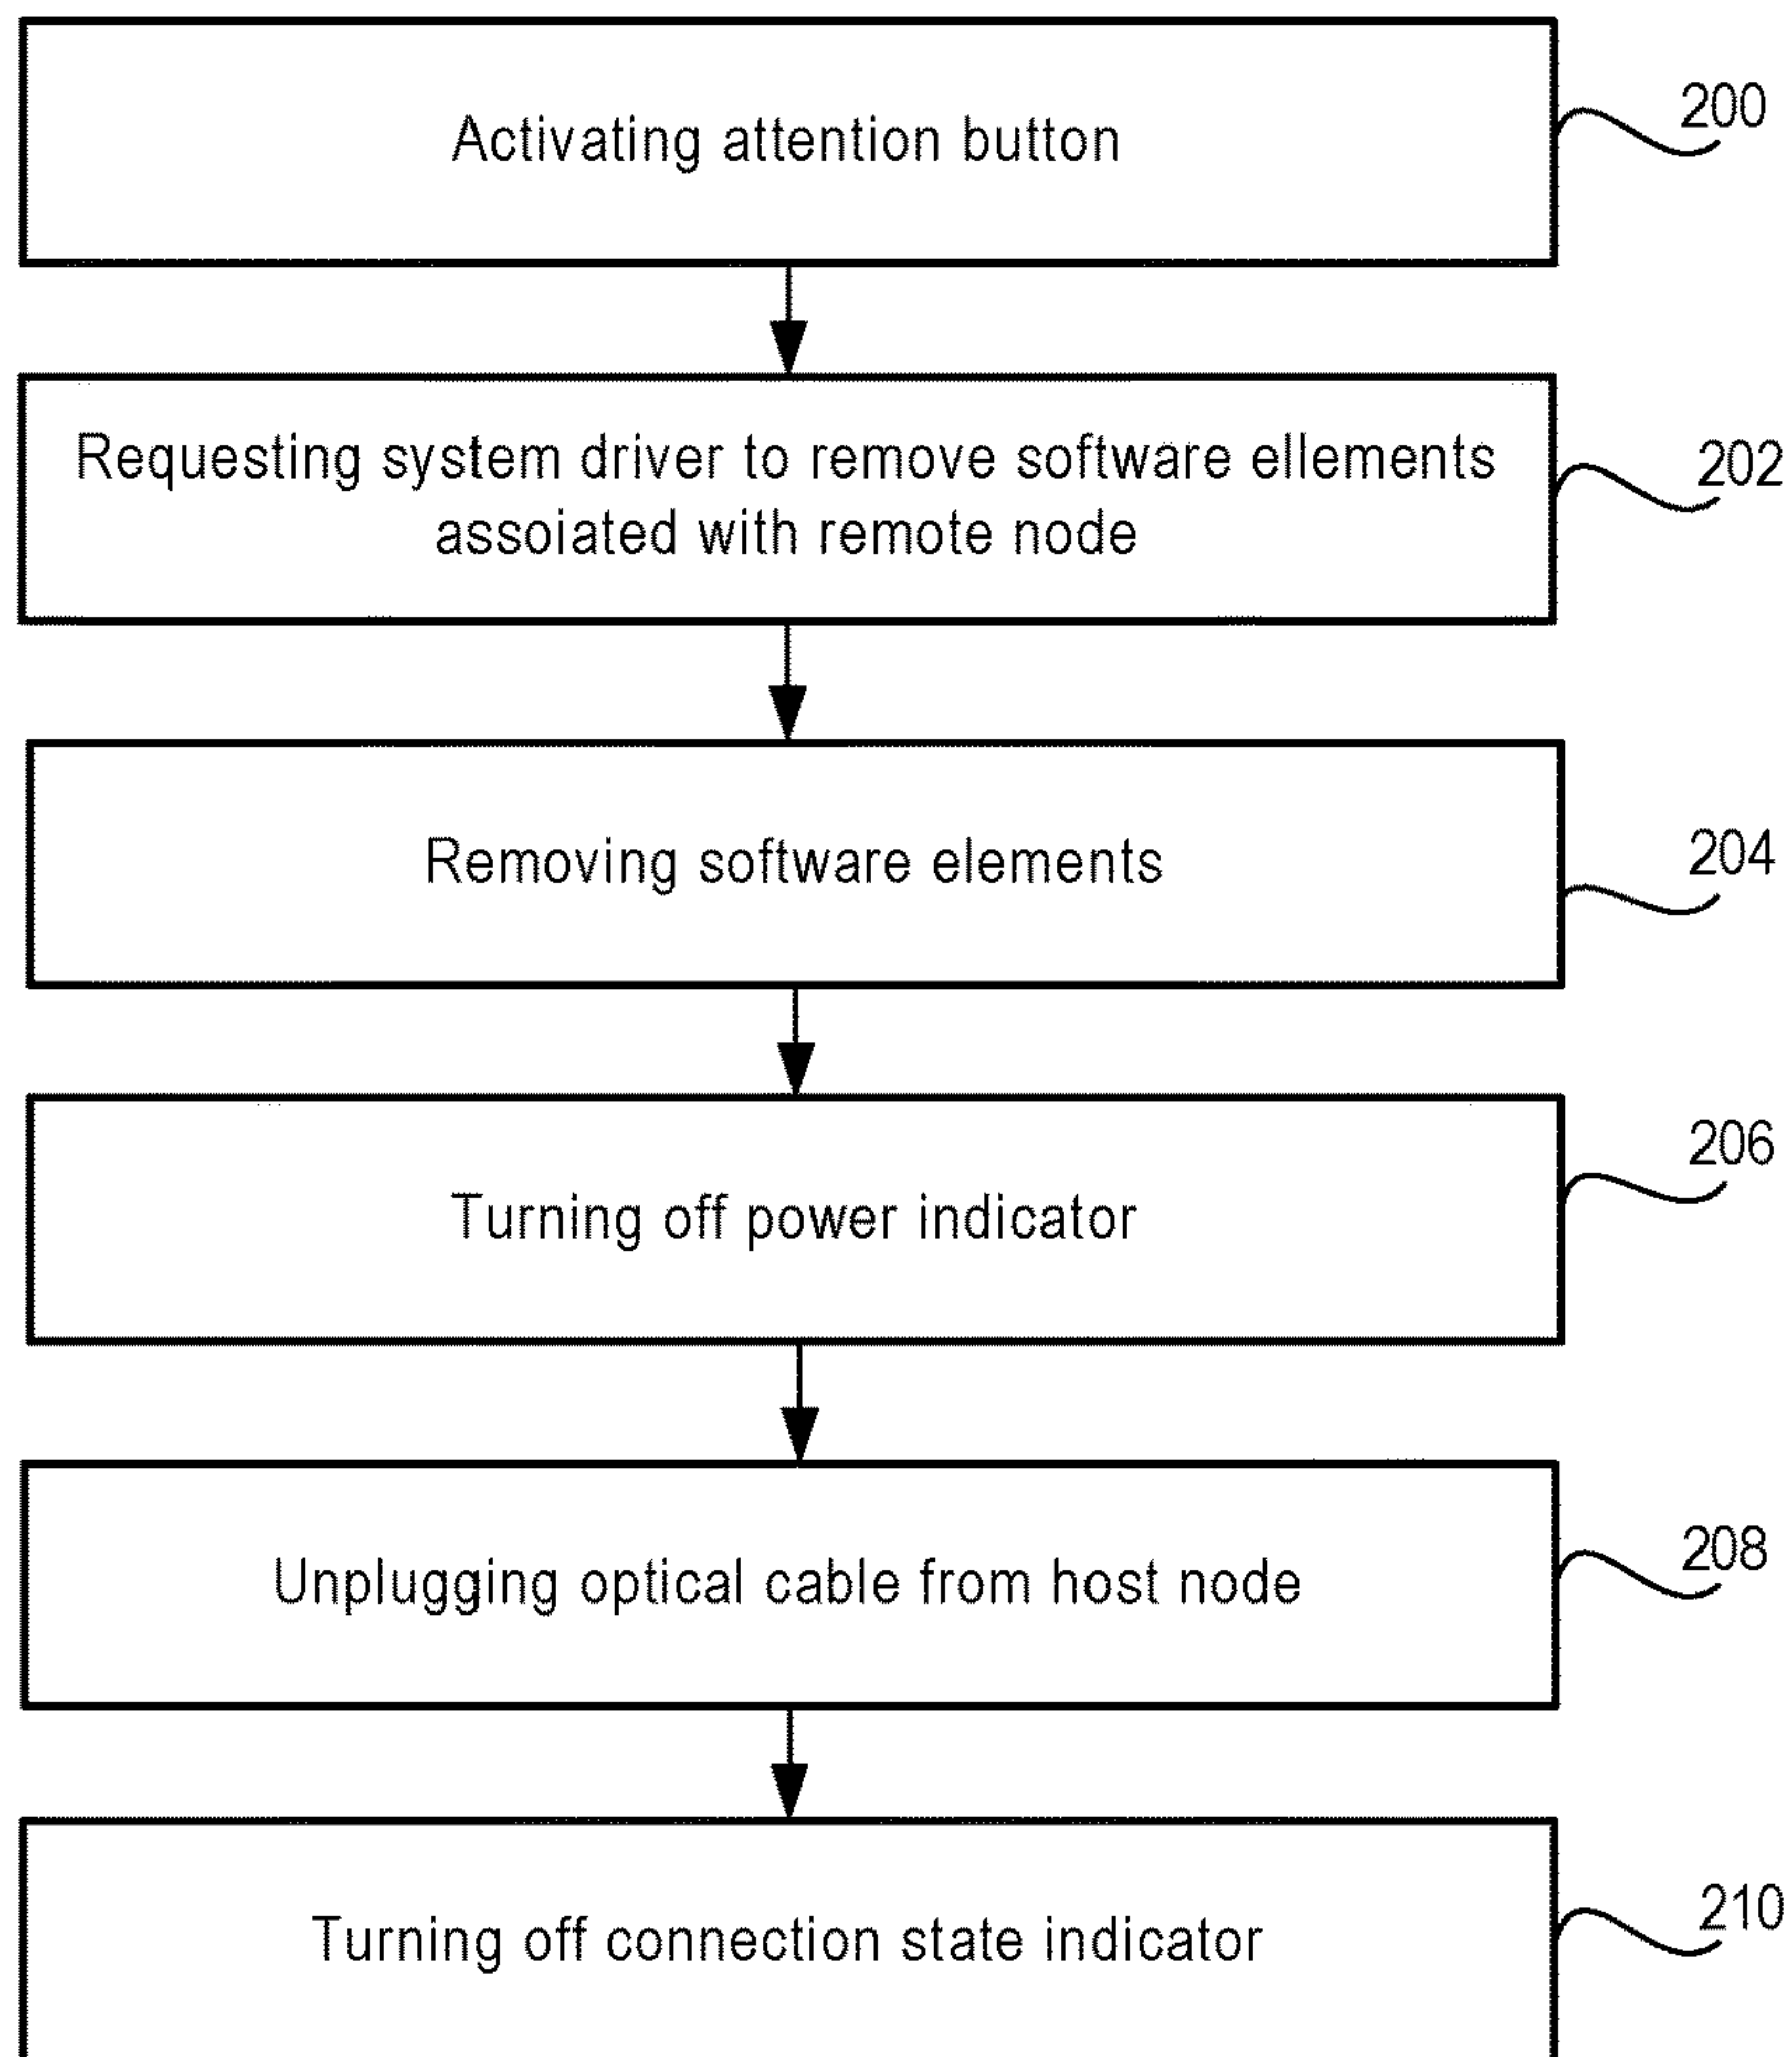 Activating attention button
200
Requesting system driver to remove software ellements
assoiated with remote node
202
Removing software elements
204
Turning off power indicator
206
Unplugging optical cable from host node
208
Turning off connection state indicator
210